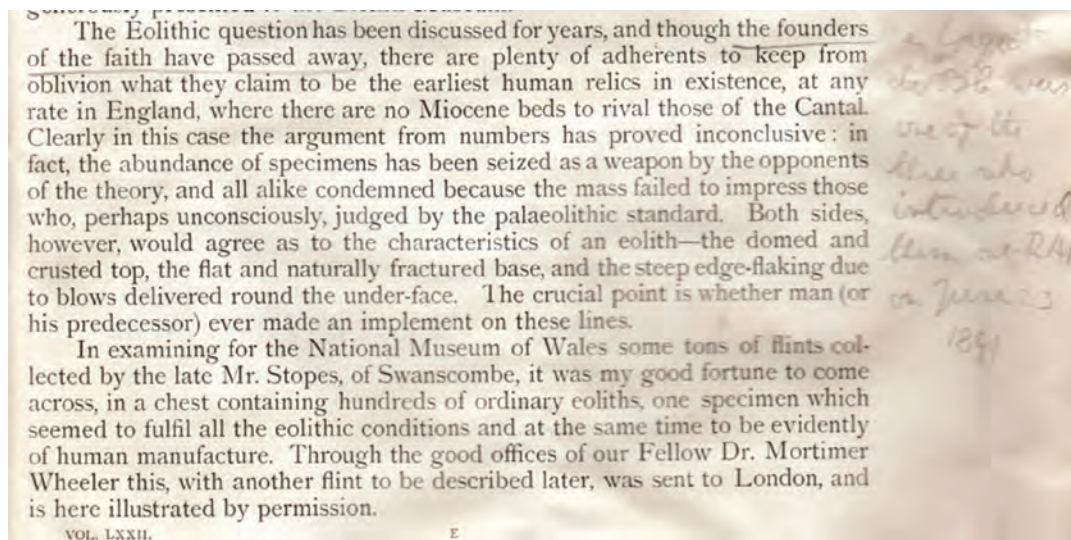 The Eolithic question has been discussed for years, and though the founders
of the faith have passed away, there are plenty of adherents to keep from
oblivion what they claim to be the earliest human relics in existence, at any
rate in England, where there are no Miocene beds to rival those of the Cantal.
Clearly in this case the argument from numbers has proved inconclusive: in
fact, the abundance of specimens has been seized as a weapon by the opponents
of the theory, and all alike condemned because the mass failed to impress those
who, perhaps unconsciously, judged by the palaeolithic standard. Both sides,
however, would agree as to the characteristics of an eolith—the domed and
crusted top, the flat and naturally fractured base, and the steep edge-flaking due
to blows delivered round the under-face. The crucial point is whether man (or
his predecessor) ever made an implement on these lines.
In examining for the National Museum of Wales some tons of flints col-
lected by the late Mr. Stopes, of Swanscombe, it was my good fortune to come
across, in a chest containing hundreds of ordinary eoliths, one specimen which
seemed to fulfil all the eolithic conditions and at the same time to be evidently
of human manufacture. Through the good offices of our Fellow Dr. Mortimer
Wheeler this, with another flint to be described later, was sent to London, and
is here illustrated by permission.
VOL. LXXII. E
was
one of the
three who
introduced
them
on June 23
1891